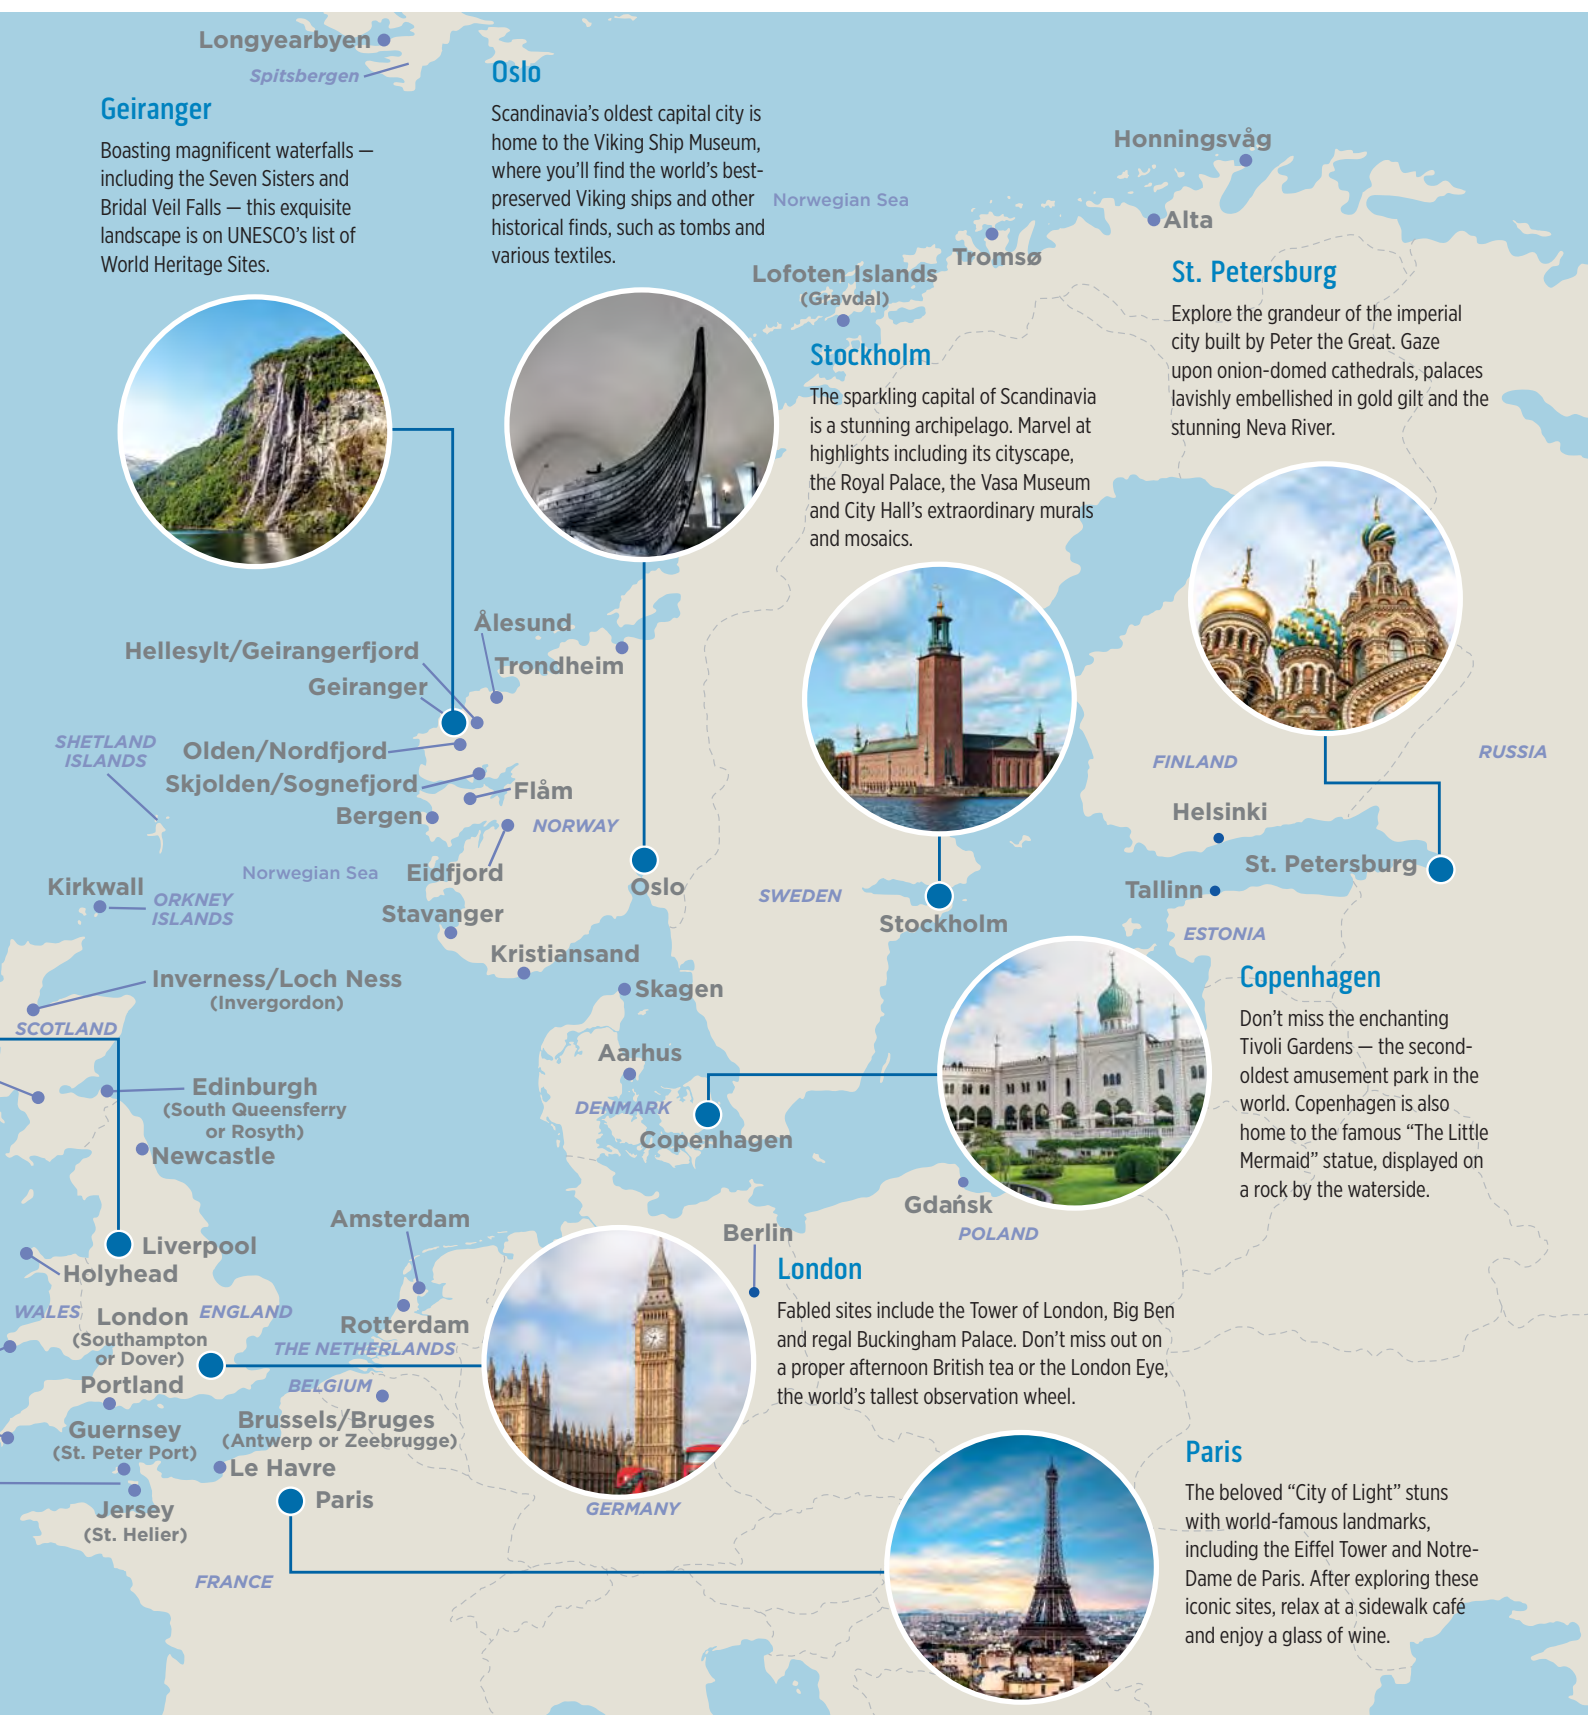 Longyearbyen
Spitsbergen
Geiranger
Boasting magnificent waterfalls —
including the Seven Sisters and
Bridal Veil Falls — this exquisite
landscape is on UNESCO's list of
World Heritage Sites.
Oslo
Scandinavia's oldest capital city is
home to the Viking Ship Museum,
where you'll find the world's best-
preserved Viking ships and other
historical finds, such as tombs and
various textiles.
Norwegian Sea
Honningsvåg
Alta
Tromsø
Lofoten Islands
(Gravdal)
Stockholm
The sparkling capital of Scandinavia
is a stunning archipelago. Marvel at
highlights including its cityscape,
the Royal Palace, the Vasa Museum
and City Hall's extraordinary murals
and mosaics.
St. Petersburg
Explore the grandeur of the imperial
city built by Peter the Great. Gaze
upon onion-domed cathedrals, palaces
lavishly embellished in gold gilt and the
stunning Neva River.
Ålesund
Hellesylt/Geirangerfjord
Trondheim
Geiranger
SHETLAND
ISLANDS
Olden/Nordfjord
Skjolden/Sognefjord
Flåm
Bergen
NORWAY
Norwegian Sea
Eidfjord
Kirkwall
ORKNEY
ISLANDS
Stavanger
Oslo
Kristiansand
SWEDEN
Stockholm
FINLAND
RUSSIA
Helsinki
St. Petersburg
Tallinn
ESTONIA
Inverness/Loch Ness
(Invergordon)
SCOTLAND
Skagen
Aarhus
DENMARK
Copenhagen
Edinburgh
(South Queensferry
or Rosyth)
Newcastle
Copenhagen
Don't miss the enchanting
Tivoli Gardens — the second-
oldest amusement park in the
world. Copenhagen is also
home to the famous “The Little
Mermaid” statue, displayed on
a rock by the waterside.
Gdańsk
POLAND
Amsterdam
Berlin
Liverpool
Holyhead
WALES
London
(Southampton
or Dover)
ENGLAND
Rotterdam
THE NETHERLANDS
London
Fabled sites include the Tower of London, Big Ben
and regal Buckingham Palace. Don't miss out on
a proper afternoon British tea or the London Eye,
the world's tallest observation wheel.
Portland
BELGIUM
Guernsey
(St. Peter Port)
Brussels/Bruges
(Antwerp or Zeebrugge)
Le Havre
Paris
Jersey
(St. Helier)
GERMANY
FRANCE
Paris
The beloved “City of Light” stuns
with world-famous landmarks,
including the Eiffel Tower and Notre-
Dame de Paris. After exploring these
iconic sites, relax at a sidewalk café
and enjoy a glass of wine.